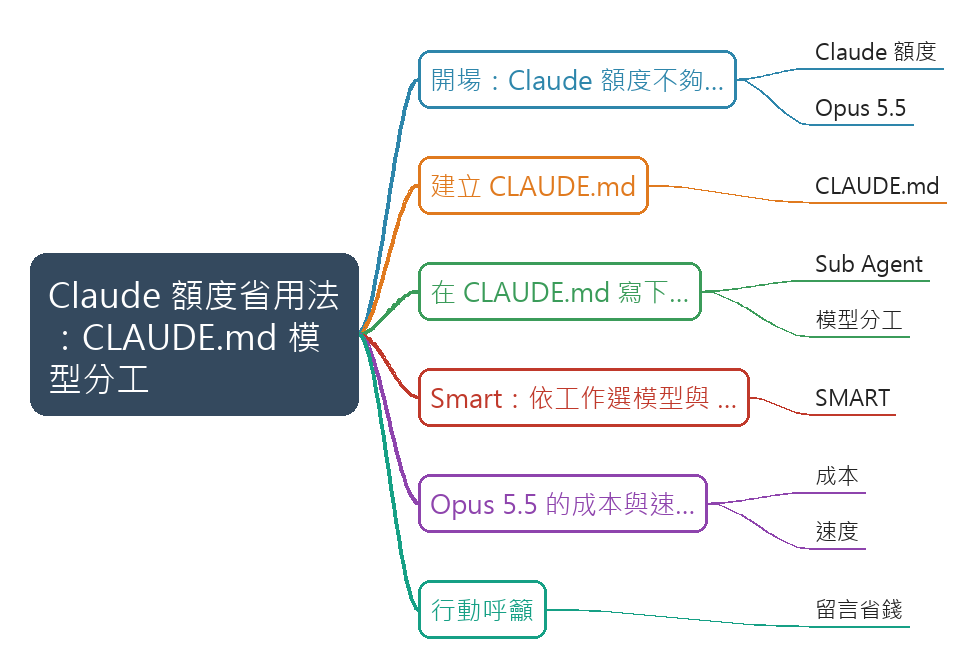 Claude 額度省用法
：CLAUDE.md 模
型分工
開場：Claude 額度不夠...
Claude 額度
Opus 5.5
建立 CLAUDE.md
CLAUDE.md
在 CLAUDE.md 寫下...
Sub Agent
模型分工
Smart：依工作選模型與 ...
SMART
Opus 5.5 的成本與速...
成本
速度
行動呼籲
留言省錢